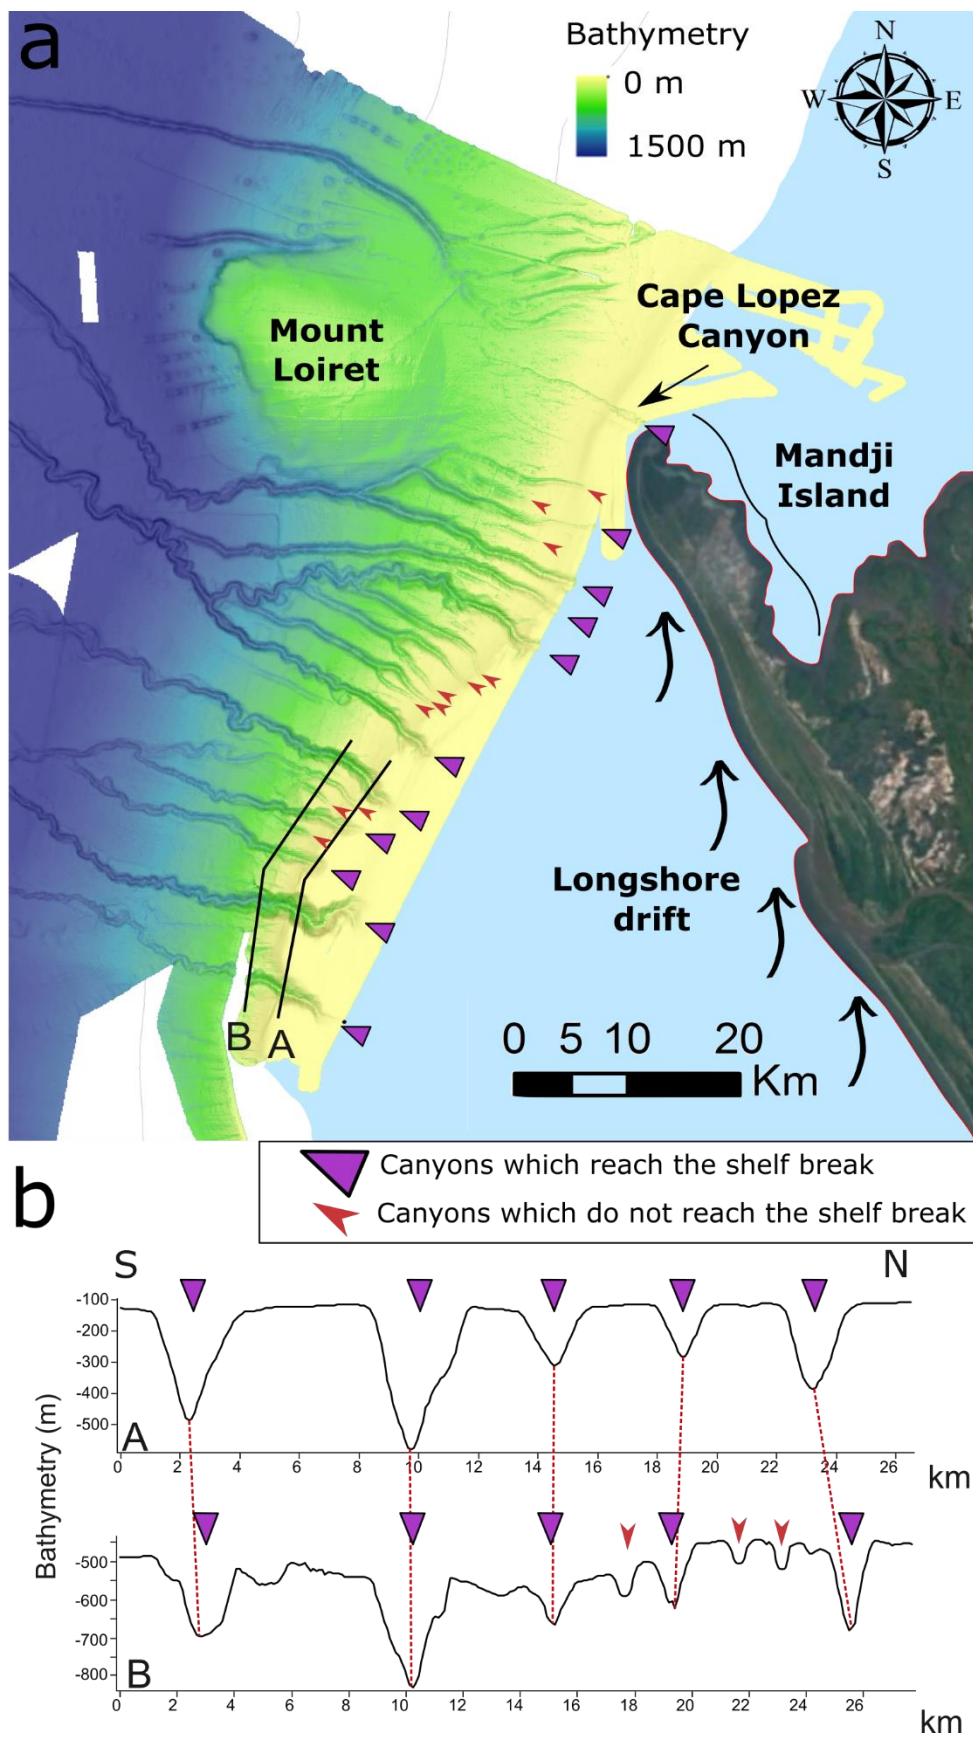 a
Bathymetry
0 m
1500 m
N
W
E
S
Cape Lopez
Canyon
Mount
Loiret
Mandji
Island
Longshore
drift
B
A
0 5 10 20
Km
b
Canyons which reach the shelf break
Canyons which do not reach the shelf break
S
N
Bathymetry (m)
-100
-200
-300
-400
-500
A
0 2 4 6 8 10 12 14 16 18 20 22 24 26
km
-500
-600
-700
-800
B
0 2 4 6 8 10 12 14 16 18 20 22 24 26
km